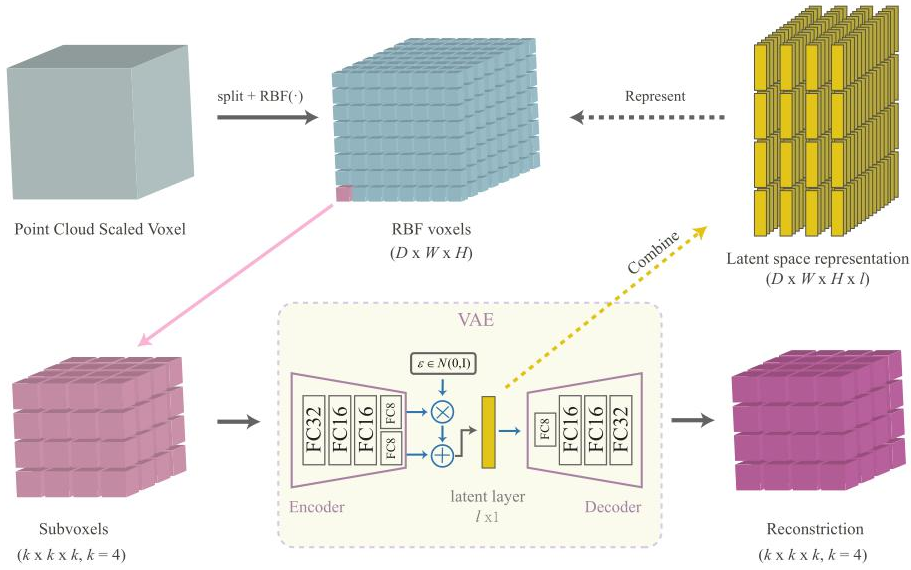 split + RBF(·)
Represent
Point Cloud Scaled Voxel
RBF voxels
(D x W x H)
Combine
Latent space representation
(D x W x H x l)
VAE
ε ∈ N(0,I)
FC32
FC16
FC16
FC8
FC8
FC8
FC16
FC16
FC32
Encoder
latent layer
l x1
Decoder
Subvoxels
(k x k x k, k = 4)
Reconstriction
(k x k x k, k = 4)